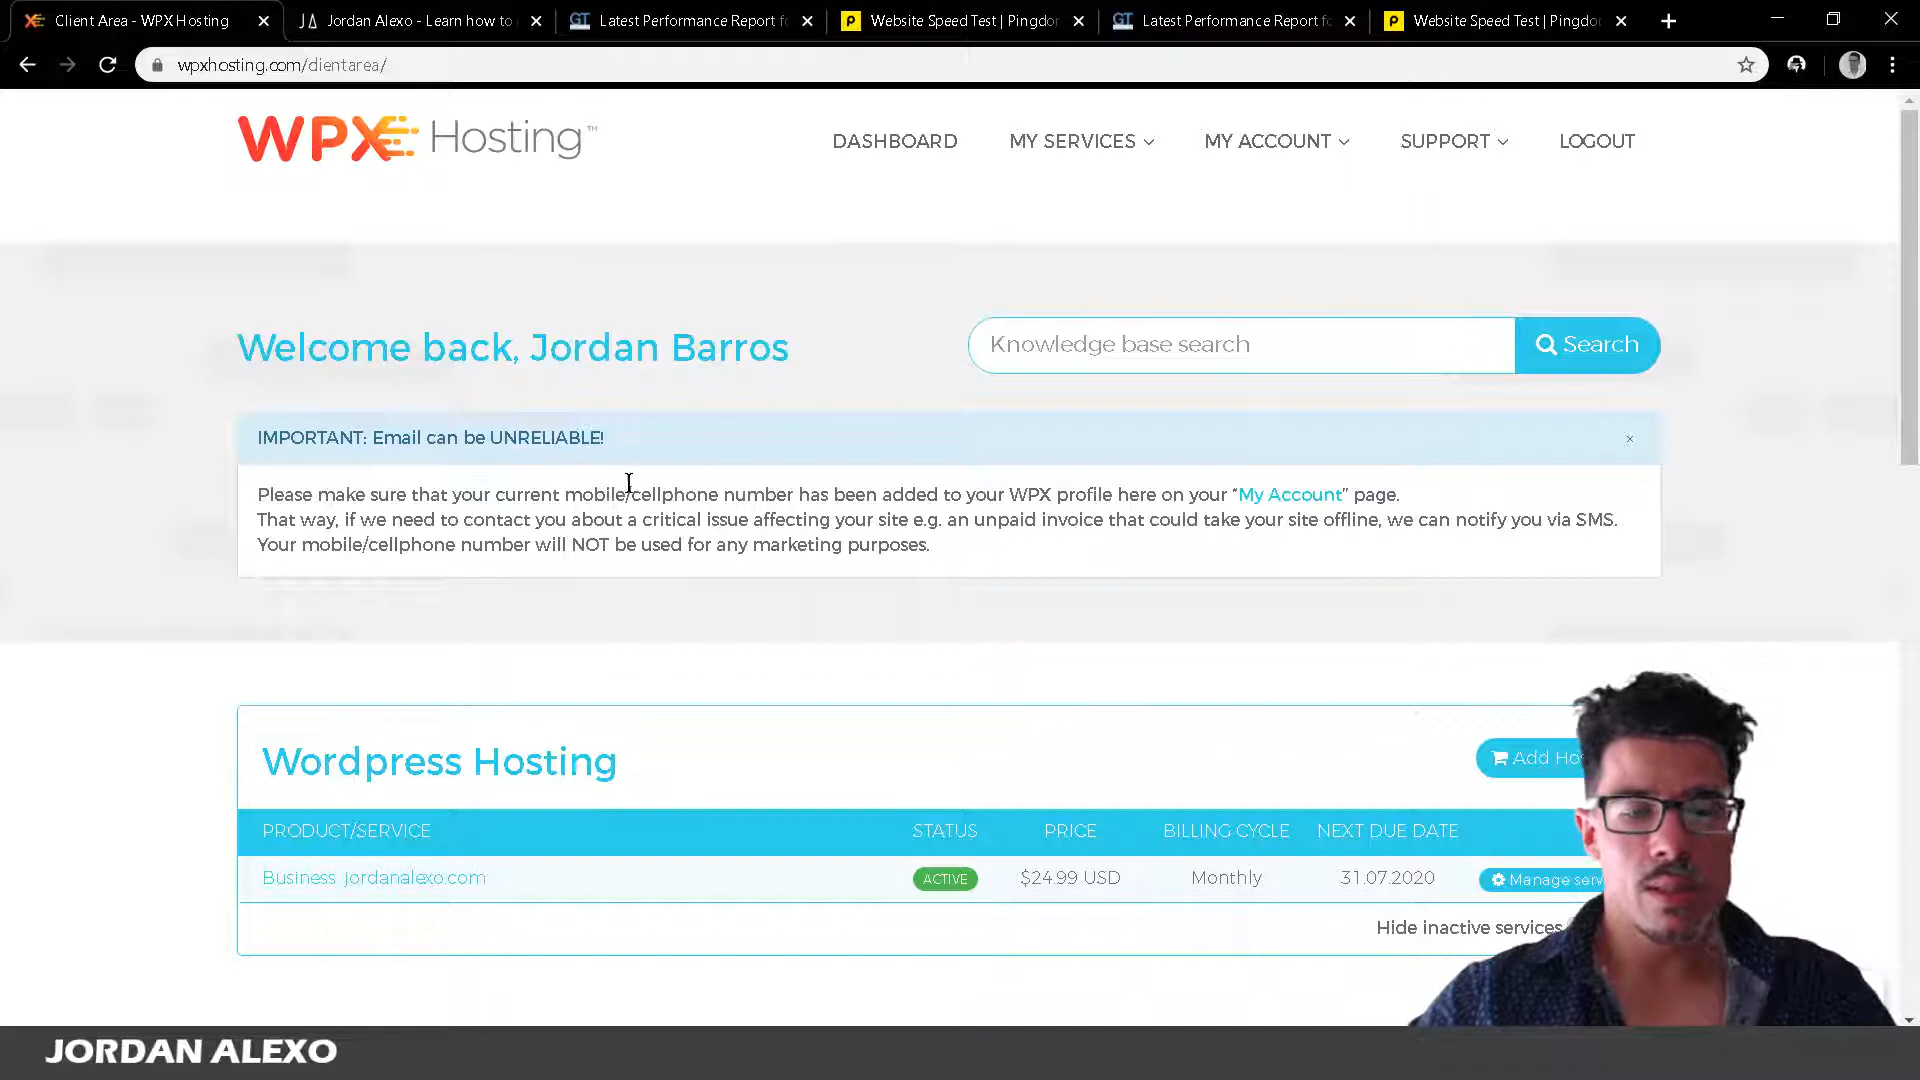 Client Area - WPX Hosting
Jordan Alexo - Learn how to
Latest Performance Report fo
Website Speed Test | Pingdom
Latest Performance Report fo
Website Speed Test | Pingdom
wpxhosting.com/clientarea/
WPX Hosting™
DASHBOARD
MY SERVICES
MY ACCOUNT
SUPPORT
LOGOUT
Welcome back, Jordan Barros
Knowledge base search
Search
IMPORTANT: Email can be UNRELIABLE!
×
Please make sure that your current mobile/cellphone number has been added to your WPX profile here on your “My Account” page.
That way, if we need to contact you about a critical issue affecting your site e.g. an unpaid invoice that could take your site offline, we can notify you via SMS.
Your mobile/cellphone number will NOT be used for any marketing purposes.
Wordpress Hosting
Add Hos
PRODUCT/SERVICE STATUS PRICE BILLING CYCLE NEXT DUE DATE
Business jordanalexo.com ACTIVE $24.99 USD Monthly 31.07.2020 Manage serv
Hide inactive services
JORDAN ALEXO